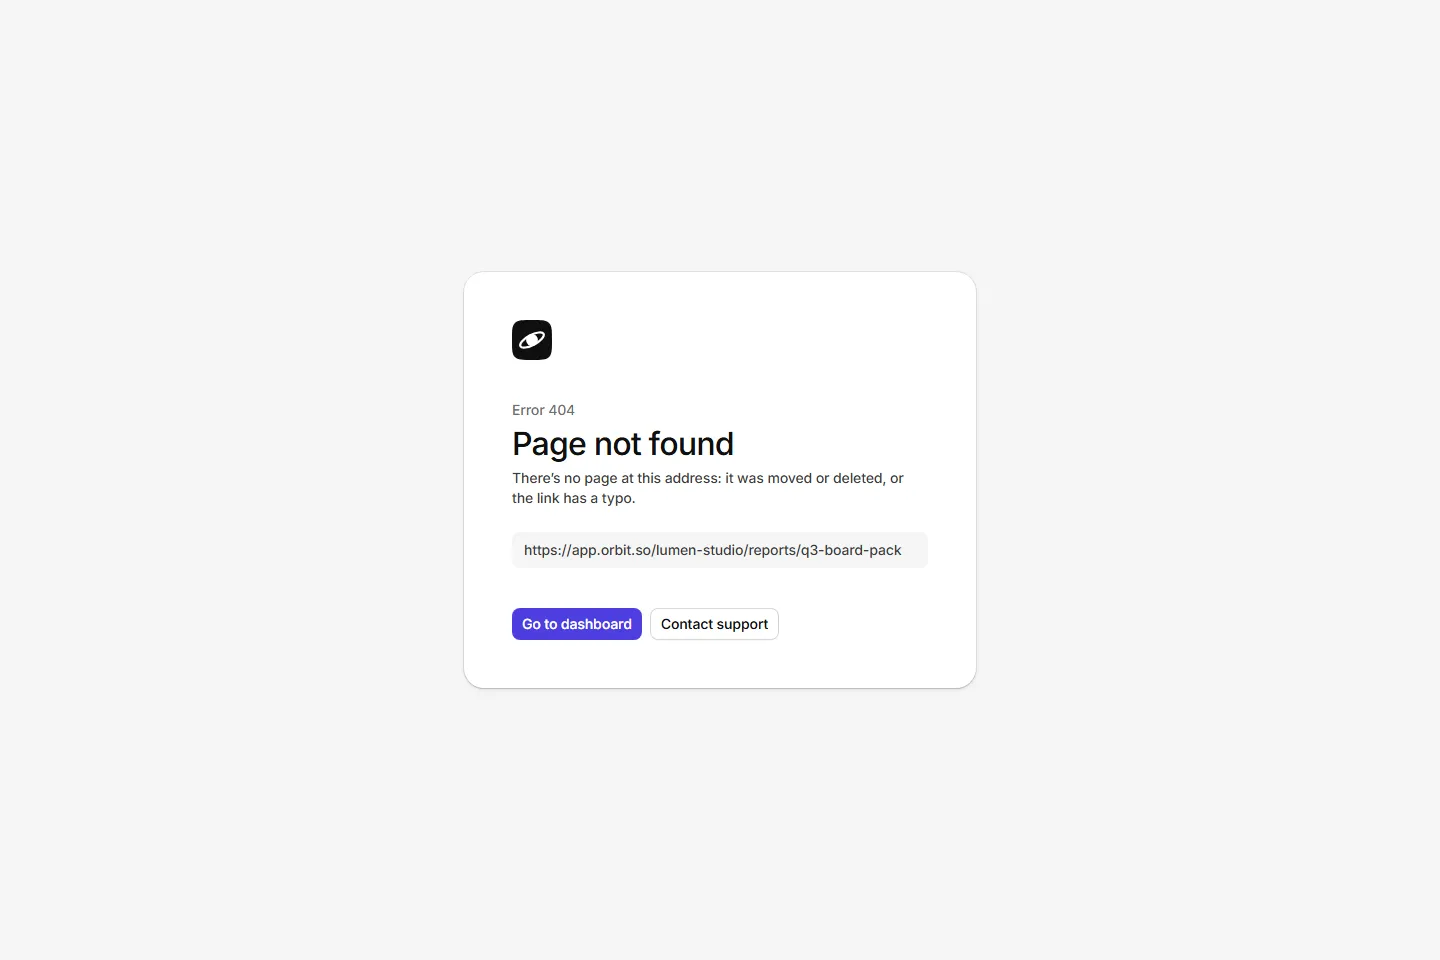 Error 404
Page not found
There’s no page at this address: it was moved or deleted, or
the link has a typo.
https://app.orbit.so/lumen-studio/reports/q3-board-pack
Go to dashboard
Contact support